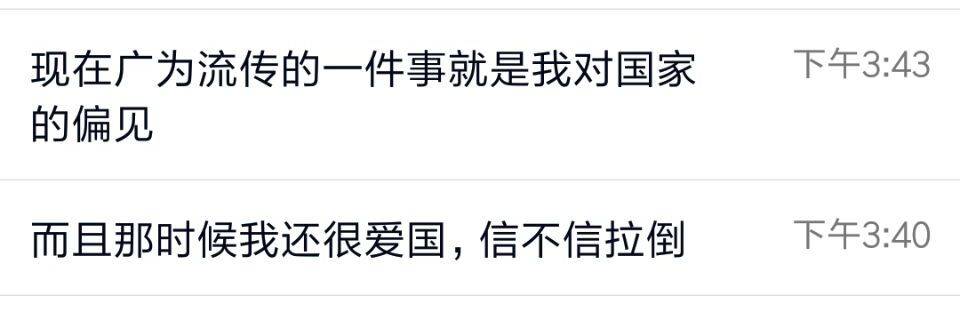 现在广为流传的一件事就是我对国家
下午3:43
的偏见
而且那时候我还很爱国，信不信拉倒
下午3:40